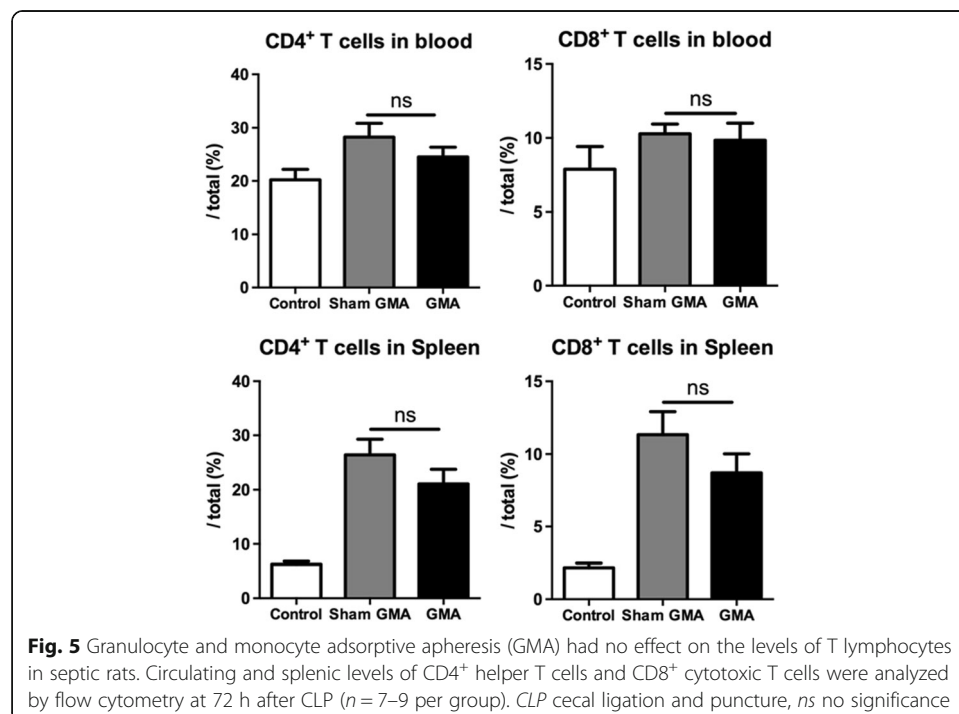 CD4⁺ T cells in blood
/ total (%)
40
30
20
10
0
ns
Control Sham GMA GMA
CD8⁺ T cells in blood
/ total (%)
15
10
5
0
ns
Control Sham GMA GMA
CD4⁺ T cells in Spleen
/ total (%)
40
30
20
10
0
ns
Control Sham GMA GMA
CD8⁺ T cells in Spleen
/ total (%)
15
10
5
0
ns
Control Sham GMA GMA
Fig. 5 Granulocyte and monocyte adsorptive apheresis (GMA) had no effect on the levels of T lymphocytes
in septic rats. Circulating and splenic levels of CD4⁺ helper T cells and CD8⁺ cytotoxic T cells were analyzed
by flow cytometry at 72 h after CLP (n = 7–9 per group). CLP cecal ligation and puncture, ns no significance